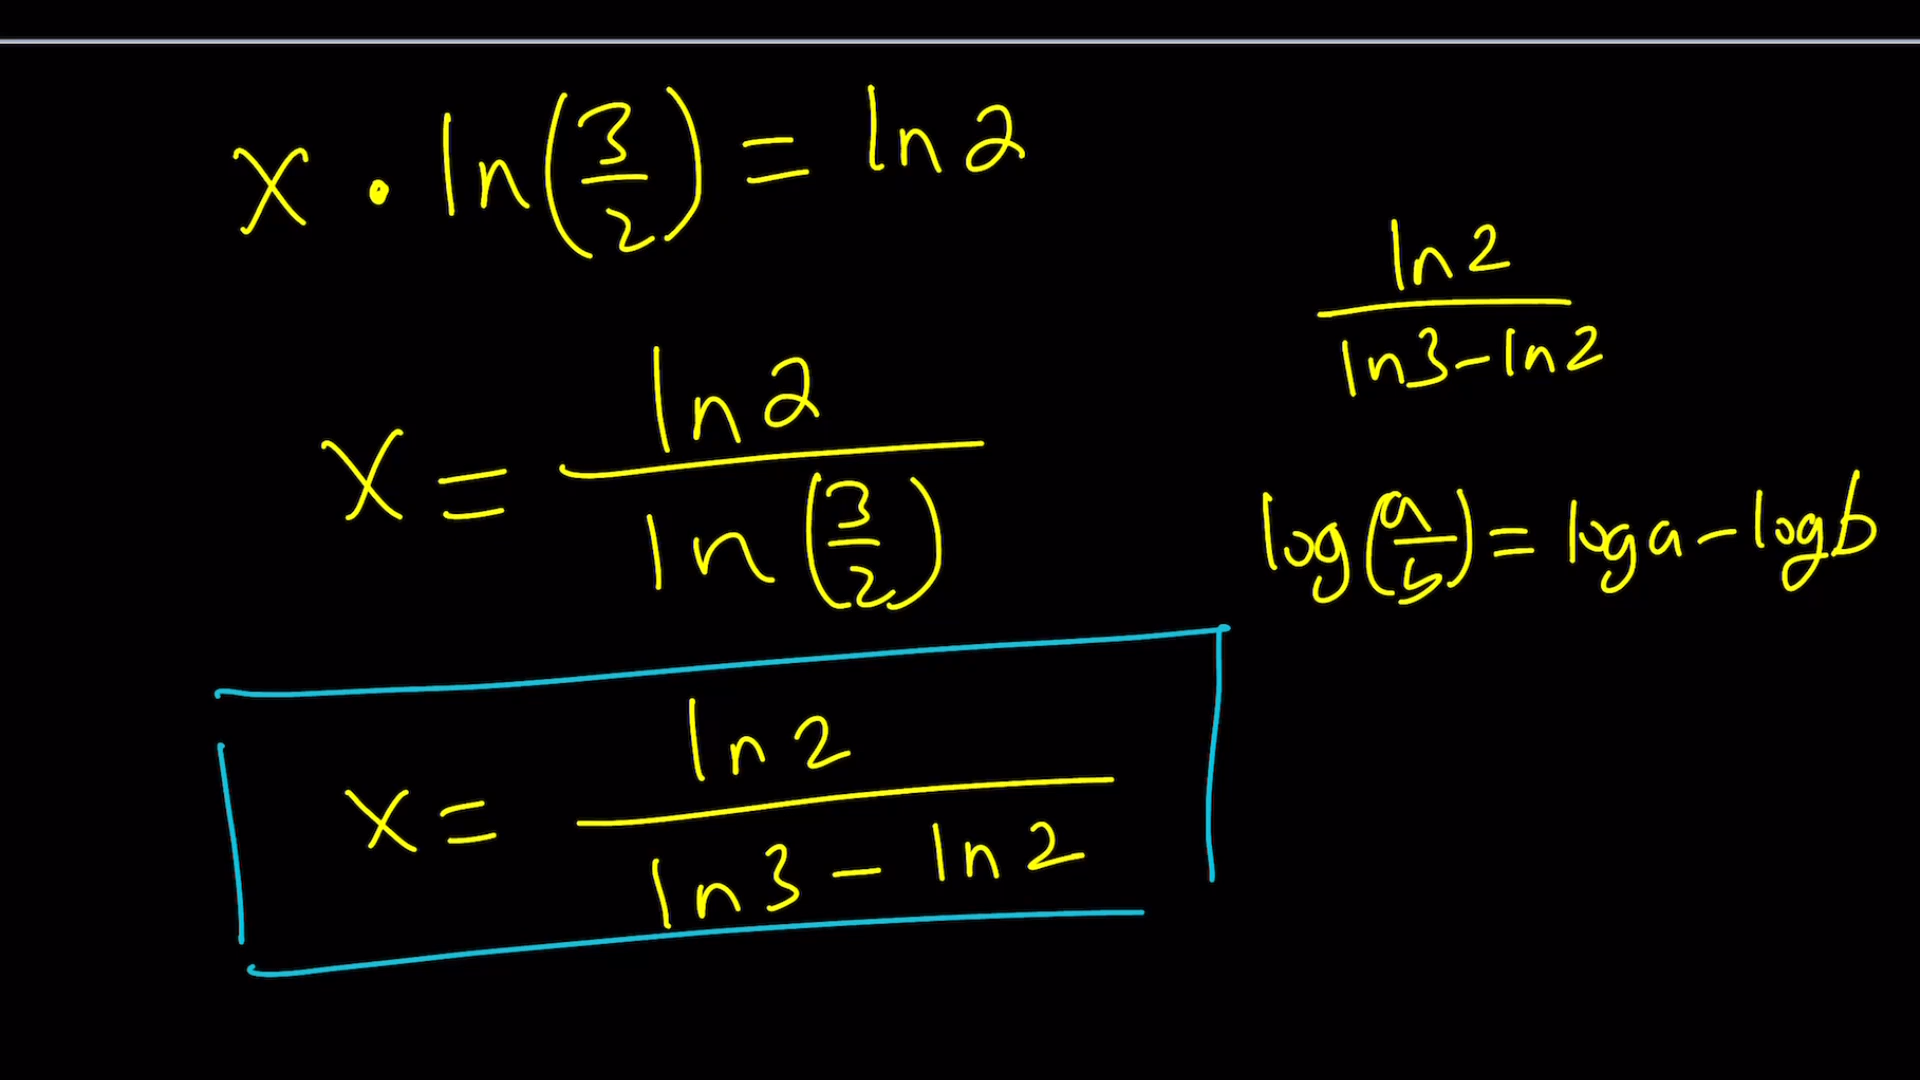 x · ln(3/2) = ln 2
x = ln 2 / ln(3/2)
x = ln 2 / ln 3 - ln 2
ln 2 / ln 3 - ln 2
log(a/b) = log a - log b